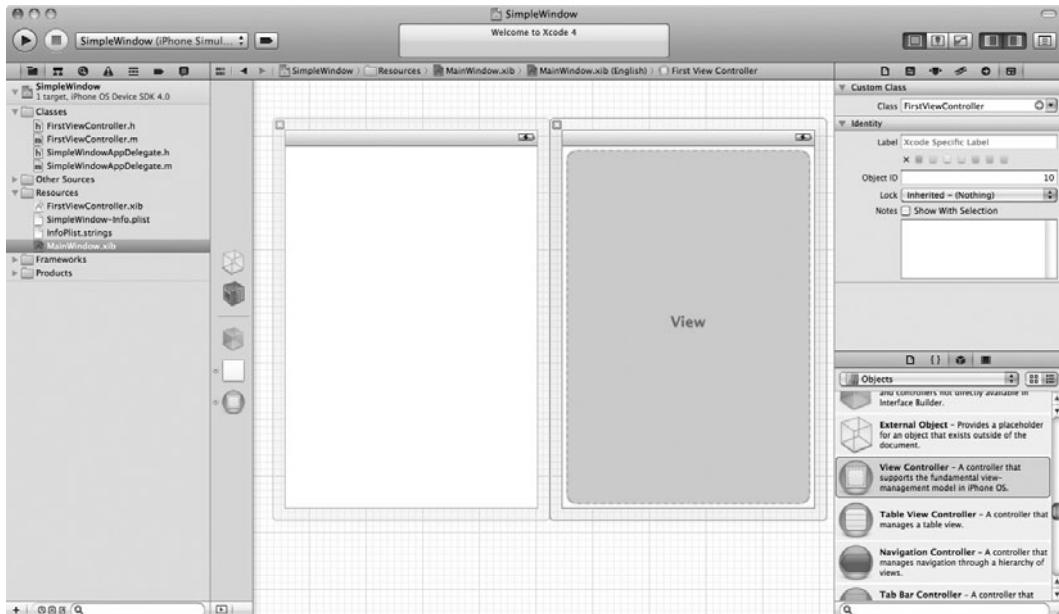 SimpleWindow
SimpleWindow (iPhone Simul...
Welcome to Xcode 4
SimpleWindow
Resources
MainWindow.xib
MainWindow.xib (English)
First View Controller
SimpleWindow
1 target, iPhone OS Device SDK 4.0
Classes
h FirstViewController.h
m FirstViewController.m
h SimpleWindowAppDelegate.h
m SimpleWindowAppDelegate.m
Other Sources
Resources
FirstViewController.xib
SimpleWindow-Info.plist
InfoPlist.strings
MainWindow.xib
Frameworks
Products
View
Custom Class
Class FirstViewController
Identity
Label Xcode Specific Label
Object ID 10
Lock Inherited - (Nothing)
Notes Show With Selection
Objects
and controllers not directly available in
Interface Builder.
External Object - Provides a placeholder
for an object that exists outside of the
document.
View Controller - A controller that
supports the fundamental view-
management model in iPhone OS.
Table View Controller - A controller that
manages a table view.
Navigation Controller - A controller that
manages navigation through a hierarchy of
views.
Tab Bar Controller - A controller that